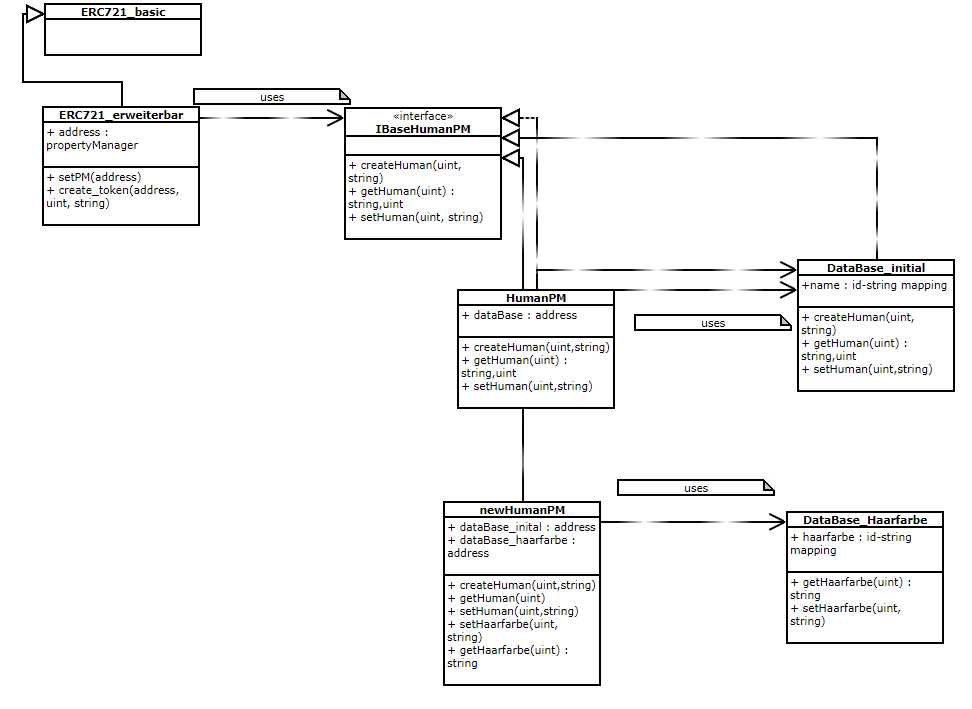 ERC721_basic
uses
ERC721_erweiterbar
+ address :
propertyManager
+ setPM(address)
+ create_token(address,
uint, string)
«interface»
IBaseHumanPM
+ createHuman(uint,
string)
+ getHuman(uint) :
string,uint
+ setHuman(uint, string)
DataBase_initial
+name : id-string mapping
+ createHuman(uint,
string)
+ getHuman(uint) :
string,uint
+ setHuman(uint,string)
HumanPM
+ dataBase : address
+ createHuman(uint,string)
+ getHuman(uint) :
string,uint
+ setHuman(uint,string)
uses
uses
newHumanPM
+ dataBase_inital : address
+ dataBase_haarfarbe :
address
+ createHuman(uint,string)
+ getHuman(uint)
+ setHuman(uint,string)
+ setHaarfarbe(uint,
string)
+ getHaarfarbe(uint) :
string
DataBase_Haarfarbe
+ haarfarbe : id-string
mapping
+ getHaarfarbe(uint) :
string
+ setHaarfarbe(uint,
string)